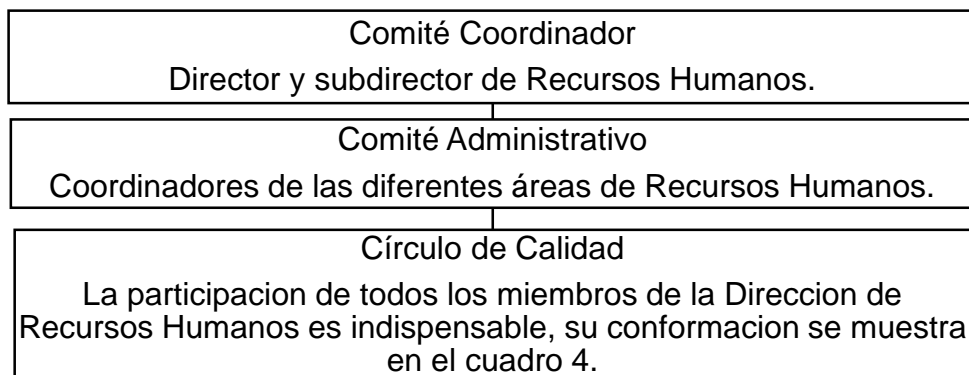 Comité Coordinador
Director y subdirector de Recursos Humanos.
Comité Administrativo
Coordinadores de las diferentes áreas de Recursos Humanos.
Círculo de Calidad
La participacion de todos los miembros de la Direccion de
Recursos Humanos es indispensable, su conformacion se muestra
en el cuadro 4.